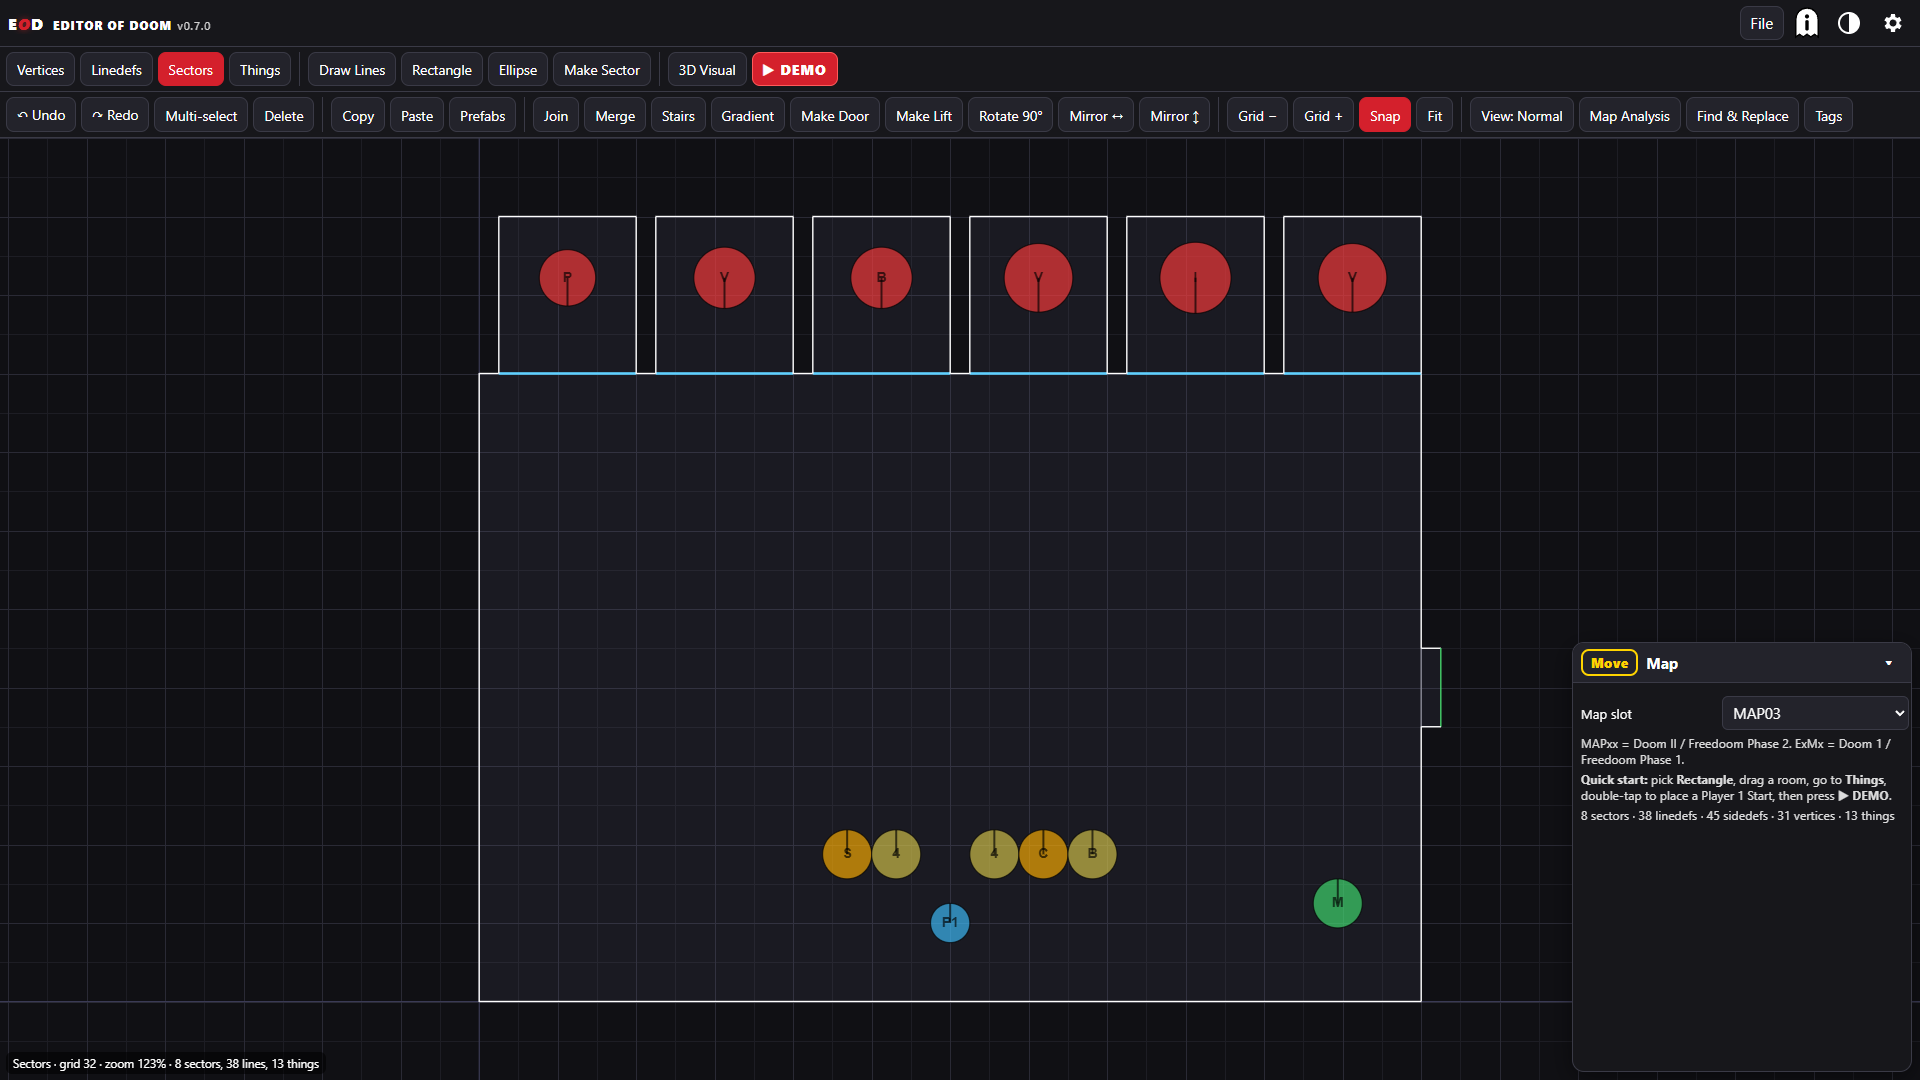 EOD EDITOR OF DOOM v0.7.0
File
Vertices Linedefs Sectors Things Draw Lines Rectangle Ellipse Make Sector 3D Visual ▶ DEMO
↶ Undo ↷ Redo Multi-select Delete Copy Paste Prefabs Join Merge Stairs Gradient Make Door Make Lift Rotate 90° Mirror ↔ Mirror ↕ Grid − Grid + Snap Fit View: Normal Map Analysis Find & Replace Tags
P V B V I V
Move Map
Map slot MAP03
MAPxx = Doom II / Freedoom Phase 2. ExMx = Doom 1 /
Freedoom Phase 1.
Quick start: pick Rectangle, drag a room, go to Things,
double-tap to place a Player 1 Start, then press ▶ DEMO.
8 sectors · 38 linedefs · 45 sidedefs · 31 vertices · 13 things
S 4 4 C B
M
P1
Sectors · grid 32 · zoom 123% · 8 sectors, 38 lines, 13 things